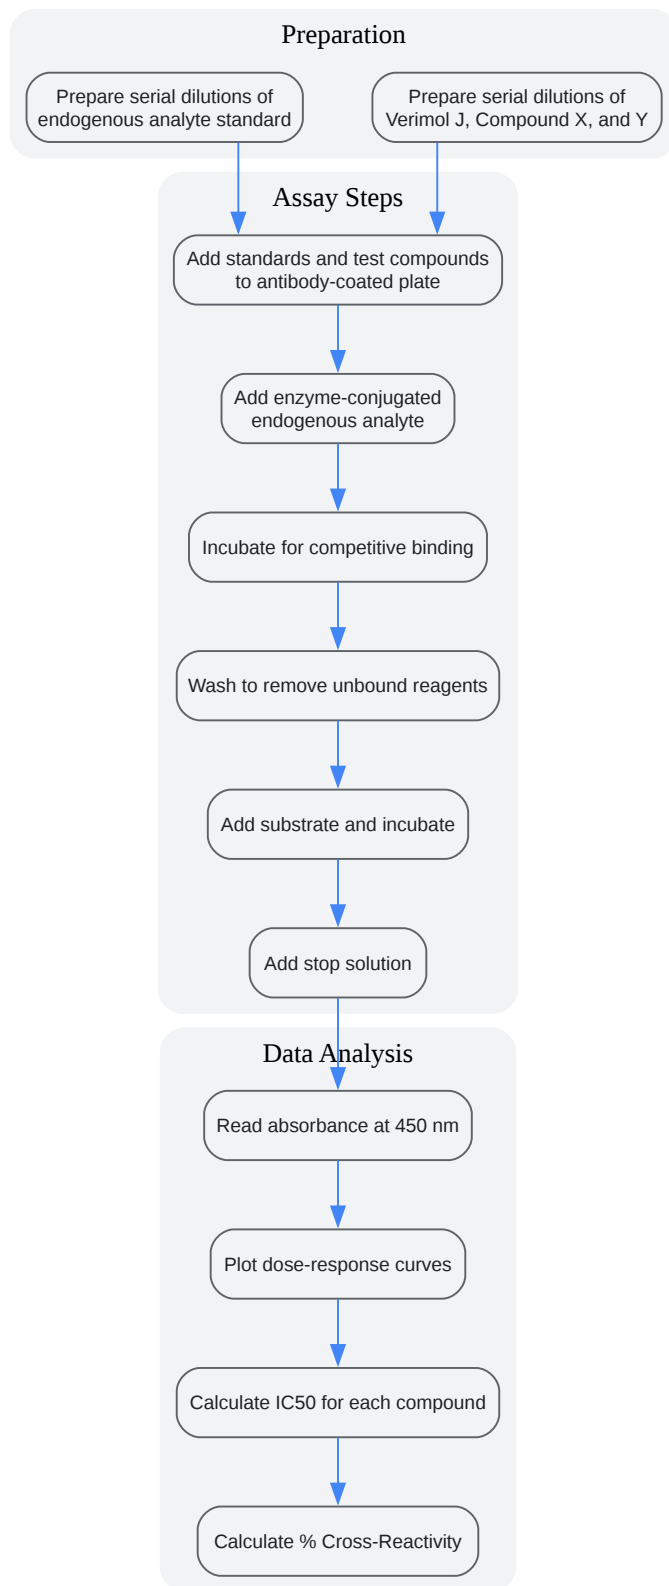 Preparation
Prepare serial dilutions of
endogenous analyte standard
Prepare serial dilutions of
Verimol J, Compound X, and Y
Assay Steps
Add standards and test compounds
to antibody-coated plate
Add enzyme-conjugated
endogenous analyte
Incubate for competitive binding
Wash to remove unbound reagents
Add substrate and incubate
Add stop solution
Data Analysis
Read absorbance at 450 nm
Plot dose-response curves
Calculate IC50 for each compound
Calculate % Cross-Reactivity